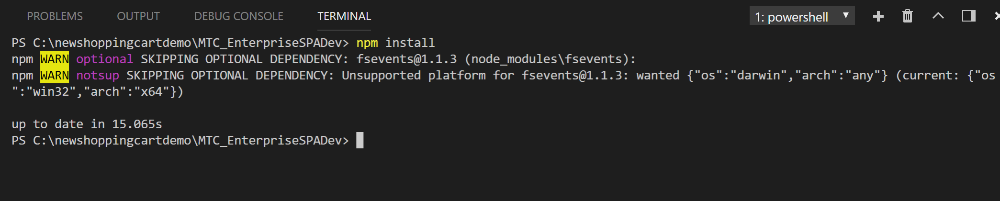 PROBLEMS OUTPUT DEBUG CONSOLE TERMINAL 1: powershell
PS C:\newshoppingcartdemo\MTC_EnterpriseSPADev> npm install
npm WARN optional SKIPPING OPTIONAL DEPENDENCY: fsevents@1.1.3 (node_modules\fsevents):
npm WARN notsup SKIPPING OPTIONAL DEPENDENCY: Unsupported platform for fsevents@1.1.3: wanted {"os":"darwin","arch":"any"} (current: {"os
":"win32","arch":"x64"})
up to date in 15.065s
PS C:\newshoppingcartdemo\MTC_EnterpriseSPADev>